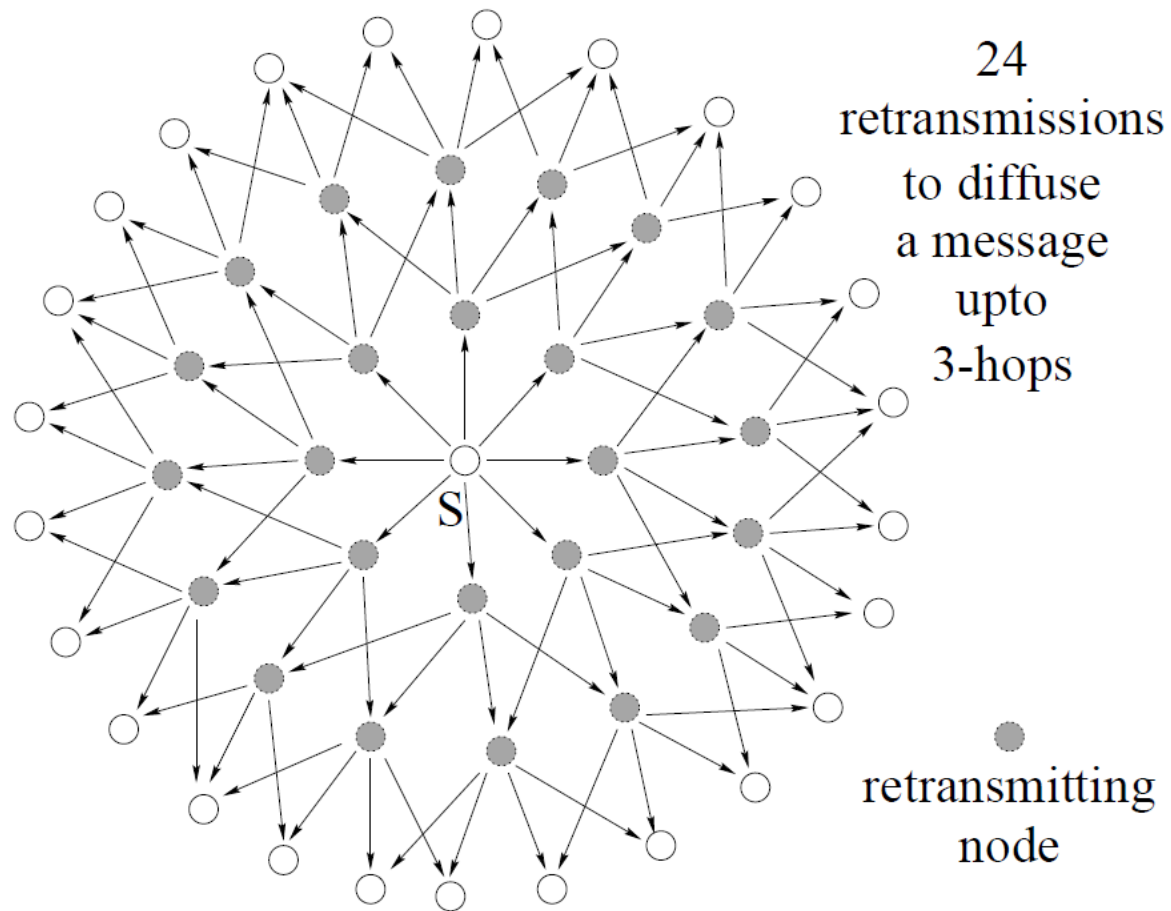 24
retransmissions
to diffuse
a message
upto
3-hops
S
retransmitting
node